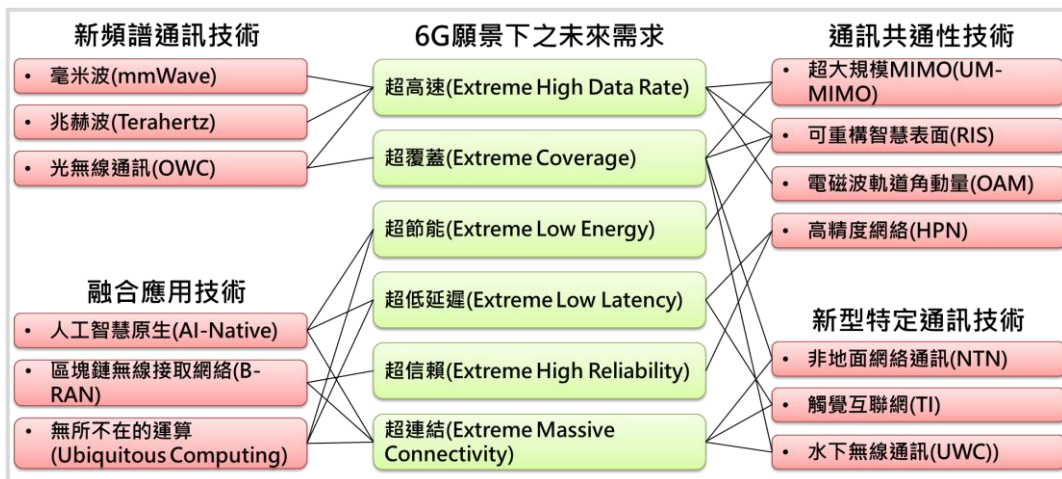 新頻譜通訊技術
• 毫米波(mmWave)
• 兆赫波(Terahertz)
• 光無線通訊(OWC)
融合應用技術
• 人工智慧原生(AI-Native)
• 區塊鏈無線接取網絡(B-
RAN)
• 無所不在的運算
(Ubiquitous Computing)
6G願景下之未來需求
超高速(Extreme High Data Rate)
超覆蓋(Extreme Coverage)
超節能(Extreme Low Energy)
超低延遲(Extreme Low Latency)
超信賴(Extreme High Reliability)
超連結(Extreme Massive
Connectivity)
通訊共通性技術
• 超大規模MIMO(UM-
MIMO)
• 可重構智慧表面(RIS)
• 電磁波軌道角動量(OAM)
• 高精度網絡(HPN)
新型特定通訊技術
• 非地面網絡通訊(NTN)
• 觸覺互聯網(TI)
• 水下無線通訊(UWC))